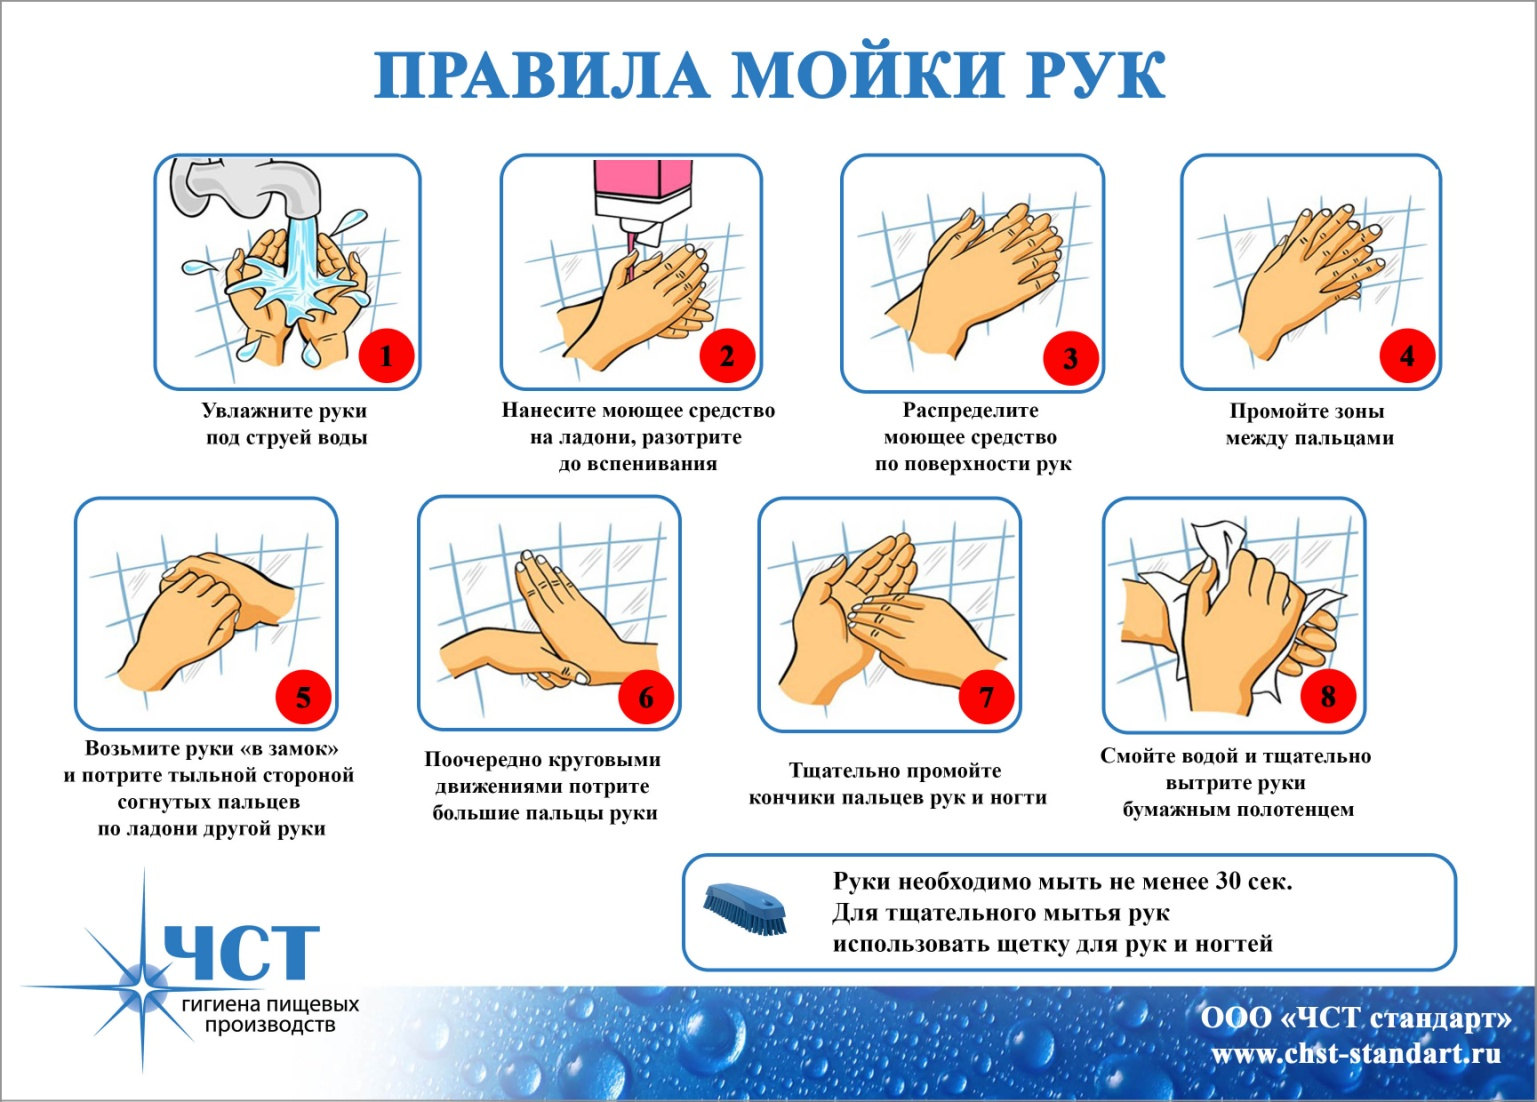 ПРАВИЛА МОЙКИ РУК
1
Увлажните руки
под струей воды
2
Нанесите моющее средство
на ладони, разотрите
до вспенивания
3
Распределите
моющее средство
по поверхности рук
4
Промойте зоны
между пальцами
5
Возьмите руки «в замок»
и потрите тыльной стороной
согнутых пальцев
по ладони другой руки
6
Поочередно круговыми
движениями потрите
большие пальцы руки
7
Тщательно промойте
кончики пальцев рук и ногти
8
Смойте водой и тщательно
вытрите руки
бумажным полотенцем
Руки необходимо мыть не менее 30 сек.
Для тщательного мытья рук
использовать щетку для рук и ногтей
ЧСТ
гигиена пищевых
производств
ООО «ЧСТ стандарт»
www.chst-standart.ru